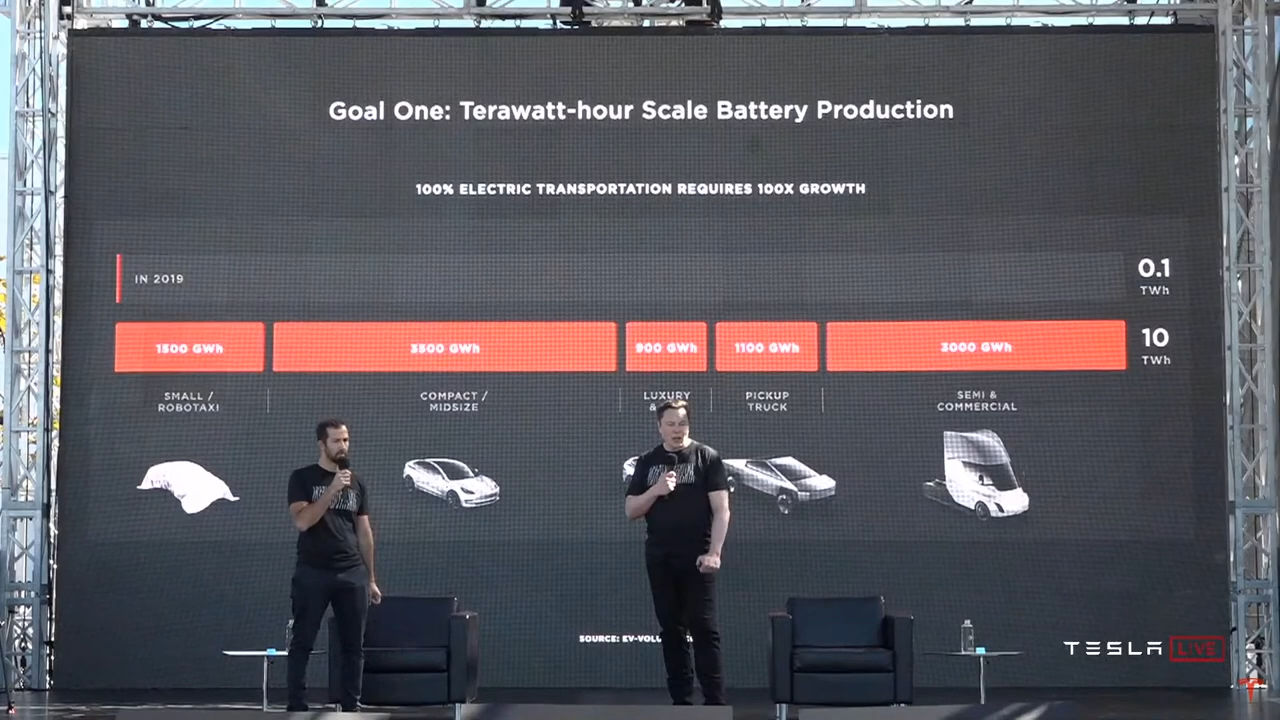 Goal One: Terawatt-hour Scale Battery Production
100% ELECTRIC TRANSPORTATION REQUIRES 100X GROWTH
IN 2019
0.1
TWh
1500 GWh
3500 GWh
900 GWh
1100 GWh
3000 GWh
10
TWh
SMALL /
ROBOTAXI
COMPACT /
MIDSIZE
LUXURY
&
PICKUP
TRUCK
SEMI &
COMMERCIAL
SOURCE:
TESLA LIVE